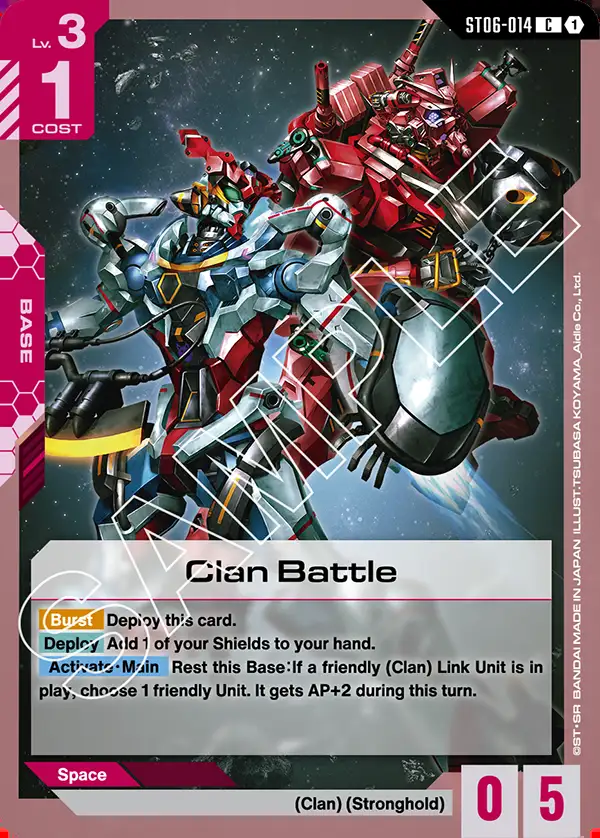 Lv. 3
1
COST
ST06-014 C 1
BASE
SAMPLE
©ST・SR BANDAI MADE IN JAPAN ILLUST.TSUBASA KOYAMA_Aidle Co., Ltd.
Clan Battle
Burst Deploy this card.
Deploy Add 1 of your Shields to your hand.
Activate・Main Rest this Base:If a friendly (Clan) Link Unit is in
play, choose 1 friendly Unit. It gets AP+2 during this turn.
Space
(Clan) (Stronghold)
0 5